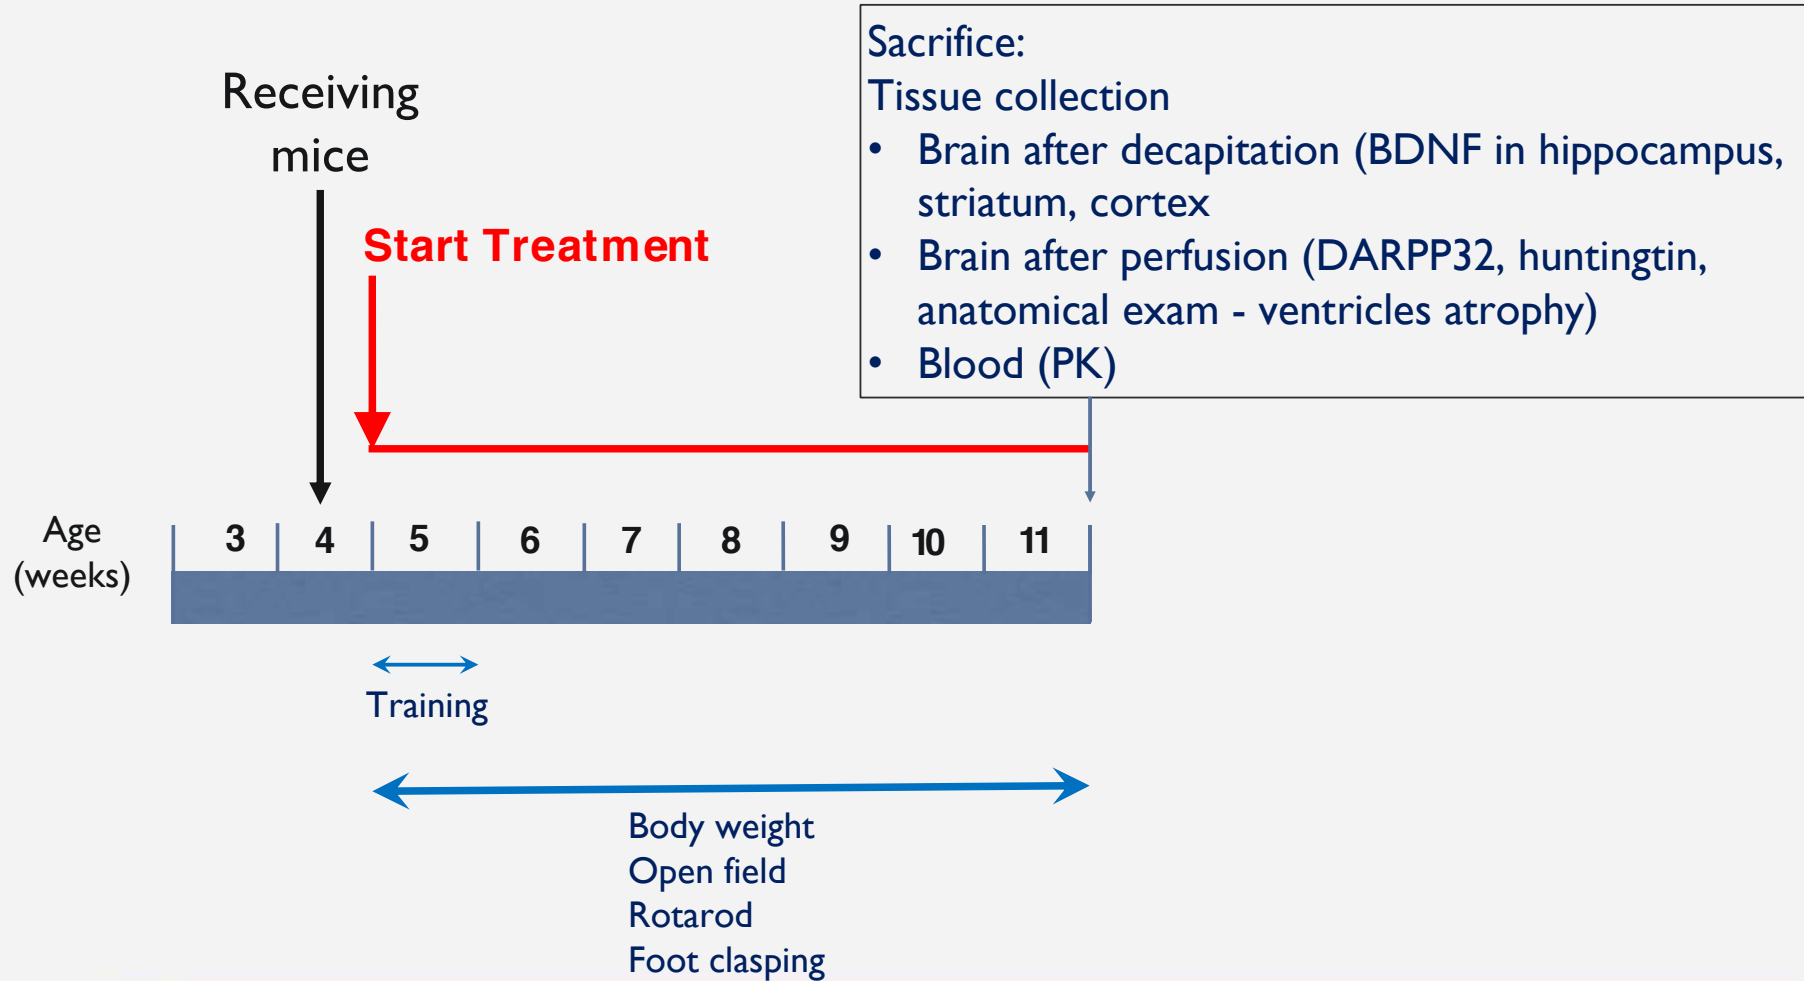 Receiving
mice
Start Treatment
Sacrifice:
Tissue collection
• Brain after decapitation (BDNF in hippocampus,
striatum, cortex
• Brain after perfusion (DARPP32, huntingtin,
anatomical exam - ventricles atrophy)
• Blood (PK)
Age
(weeks)
3 4 5 6 7 8 9 10 11
Training
Body weight
Open field
Rotarod
Foot clasping